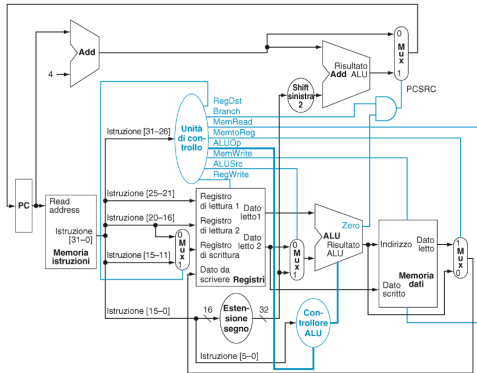 Add
4
Shift
sinistra
2
Risultato
Add ALU
0
Mux
1
PCSRC
RegDst
Branch
MemRead
MemtoReg
ALUOp
MemWrite
ALUSrc
RegWrite
Unità
di con-
trollo
Istruzione [31–26]
PC
Read
address
Istruzione
[31–0]
Memoria
istruzioni
Istruzione [25–21]
Istruzione [20–16]
Istruzione [15–11]
0
Mux
1
Registro
di lettura 1
Registro
di lettura 2
Registro
di scrittura
Dato da
scrivere
Registri
Dato
letto1
Dato
letto 2
0
Mux
1
Zero
ALU
Risultato
ALU
Indirizzo
Dato
letto
Memoria
dati
Dato
scritto
1
Mux
0
Istruzione [15–0]
16
Esten-
sione
segno
32
Con-
trollore
ALU
Istruzione [5–0]